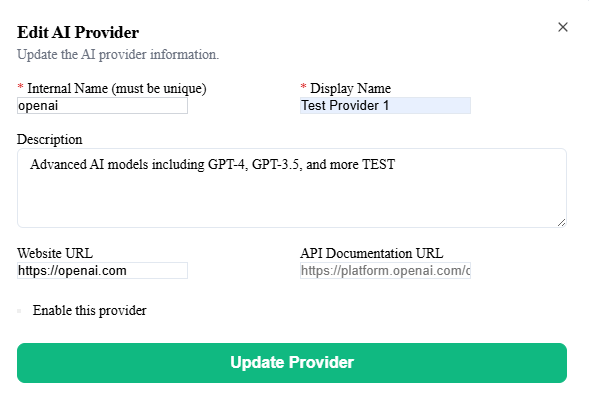 Edit AI Provider
Update the AI provider information.
* Internal Name (must be unique)
openai
* Display Name
Test Provider 1
Description
Advanced AI models including GPT-4, GPT-3.5, and more TEST
Website URL
https://openai.com
API Documentation URL
https://platform.openai.com/
Enable this provider
Update Provider